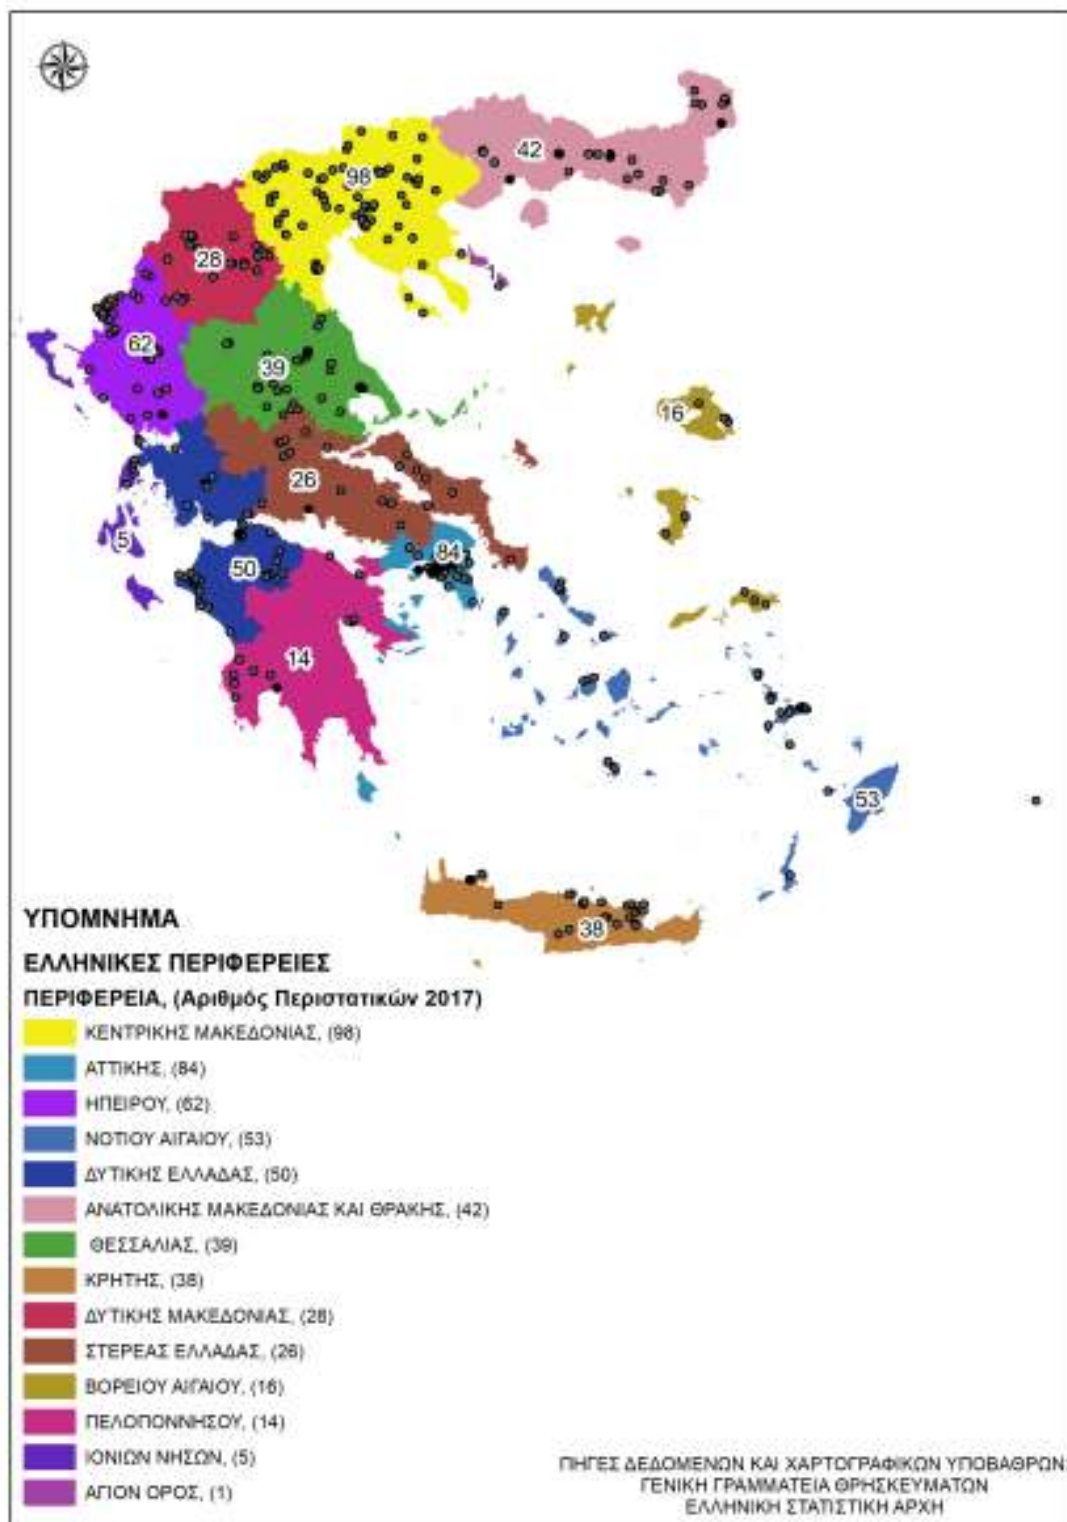 42
98
28
1
62
39
16
26
5
84
50
14
53
38
ΥΠΟΜΝΗΜΑ
ΕΛΛΗΝΙΚΕΣ ΠΕΡΙΦΕΡΕΙΕΣ
ΠΕΡΙΦΕΡΕΙΑ, (Αριθμός Περιστατικών 2017)
ΚΕΝΤΡΙΚΗΣ ΜΑΚΕΔΟΝΙΑΣ, (98)
ΑΤΤΙΚΗΣ, (84)
ΗΠΕΙΡΟΥ, (62)
ΝΟΤΙΟΥ ΑΙΓΑΙΟΥ, (53)
ΔΥΤΙΚΗΣ ΕΛΛΑΔΑΣ, (50)
ΑΝΑΤΟΛΙΚΗΣ ΜΑΚΕΔΟΝΙΑΣ ΚΑΙ ΘΡΑΚΗΣ, (42)
ΘΕΣΣΑΛΙΑΣ, (39)
ΚΡΗΤΗΣ, (38)
ΔΥΤΙΚΗΣ ΜΑΚΕΔΟΝΙΑΣ, (28)
ΣΤΕΡΕΑΣ ΕΛΛΑΔΑΣ, (26)
ΒΟΡΕΙΟΥ ΑΙΓΑΙΟΥ, (16)
ΠΕΛΟΠΟΝΝΗΣΟΥ, (14)
ΙΟΝΙΩΝ ΝΗΣΩΝ, (5)
ΑΓΙΟΝ ΟΡΟΣ, (1)
ΠΗΓΕΣ ΔΕΔΟΜΕΝΩΝ ΚΑΙ ΧΑΡΤΟΓΡΑΦΙΚΩΝ ΥΠΟΒΑΘΡΩΝ:
ΓΕΝΙΚΗ ΓΡΑΜΜΑΤΕΙΑ ΘΡΗΣΚΕΥΜΑΤΩΝ
ΕΛΛΗΝΙΚΗ ΣΤΑΤΙΣΤΙΚΗ ΑΡΧΗ